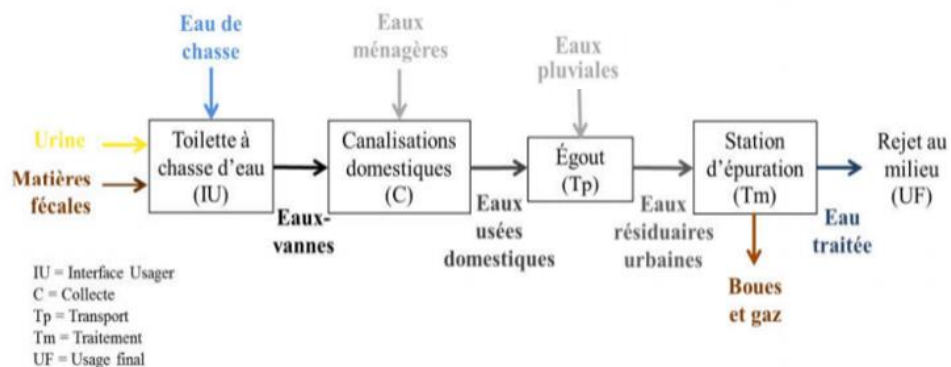 Eau de
chasse
Eaux
ménagères
Eaux
pluviales
Urine
Matières
fécales
Toilette à
chasse d'eau
(IU)
Eaux-
vannes
Canalisations
domestiques
(C)
Eaux
usées
domestiques
Égout
(Tp)
Eaux
résiduaires
urbaines
Station
d'épuration
(Tm)
Boues
et gaz
Eau
traitée
Rejet au
milieu
(UF)
IU = Interface Usager
C = Collecte
Tp = Transport
Tm = Traitement
UF = Usage final